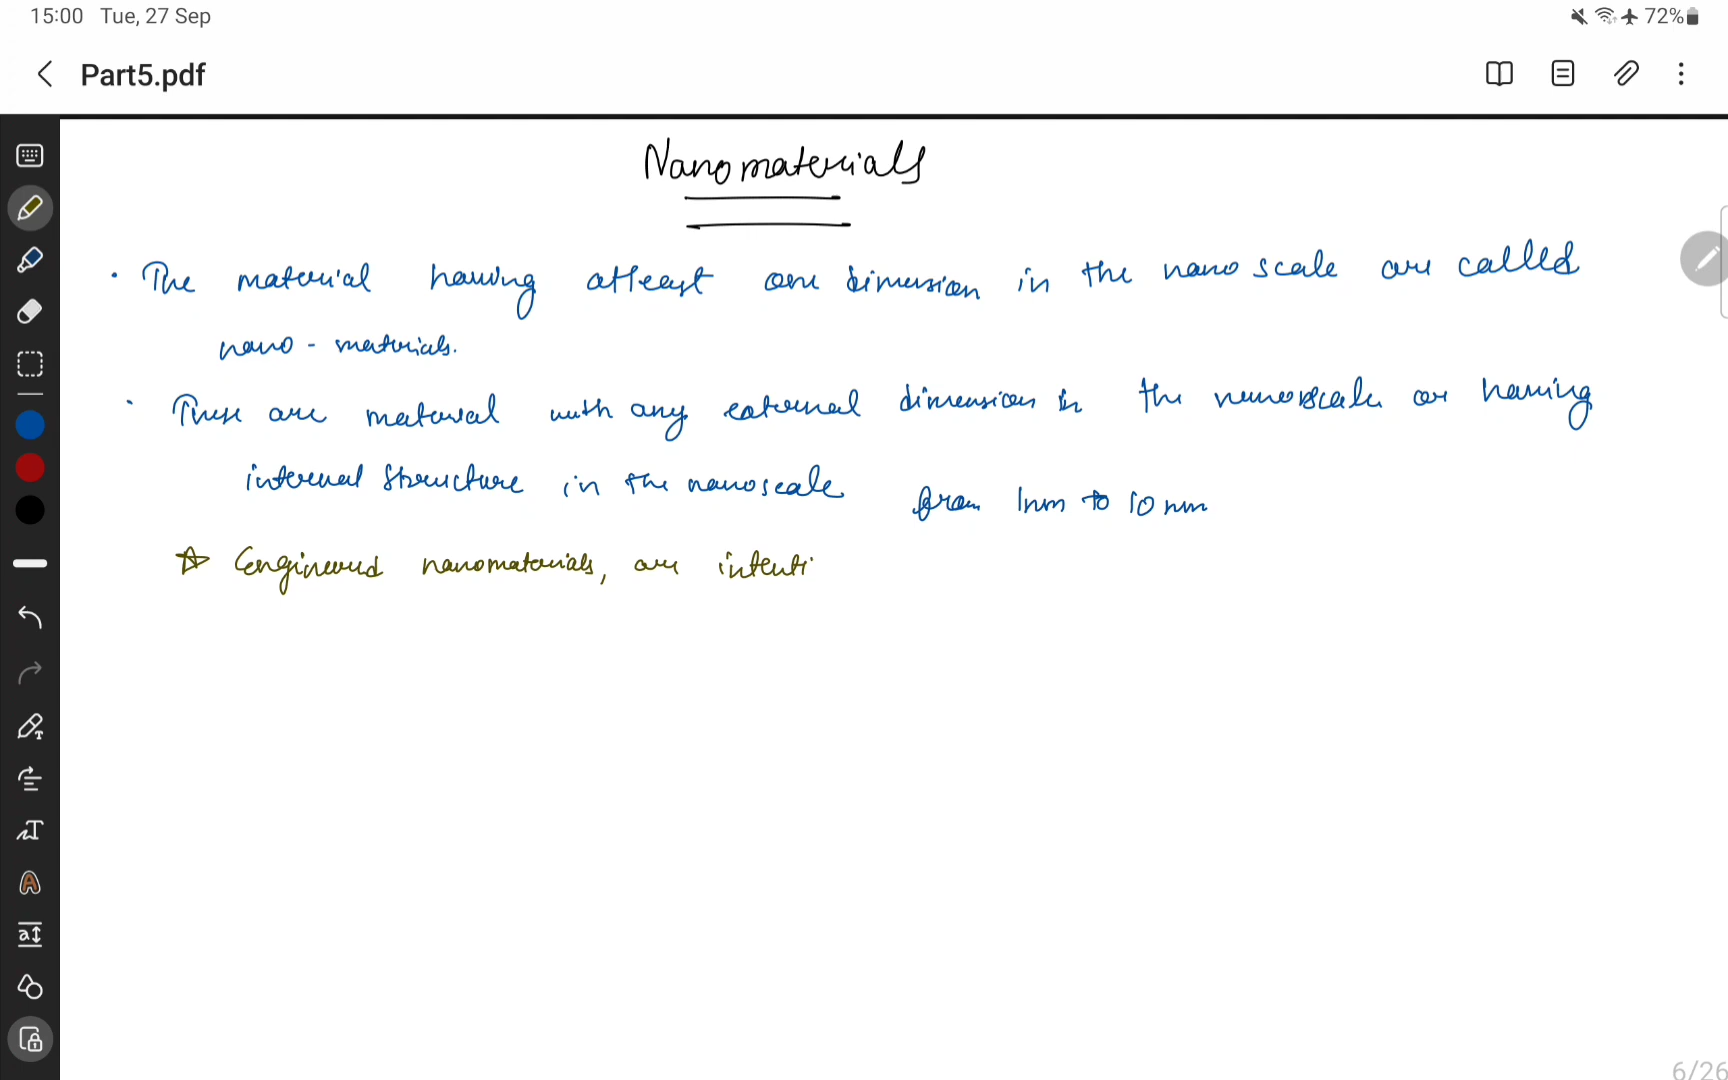 15:00 Tue, 27 Sep 72%
Part5.pdf
Nanomaterials
• The material having atleast one dimension in the nano scale are called
nano - materials.
• These are material with any external dimension in the nanoscale or having
internal structure in the nanoscale from 1nm to 10 nm
☆ Engineered nanomaterials, are intenti
6/26